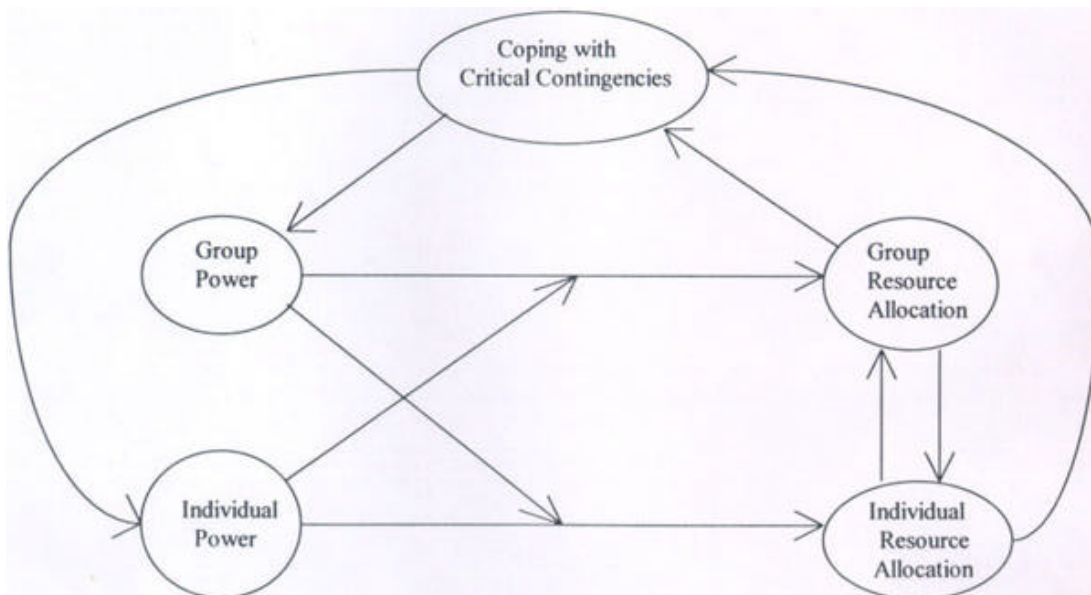 Coping with
Critical Contingencies
Group
Power
Group
Resource
Allocation
Individual
Power
Individual
Resource
Allocation